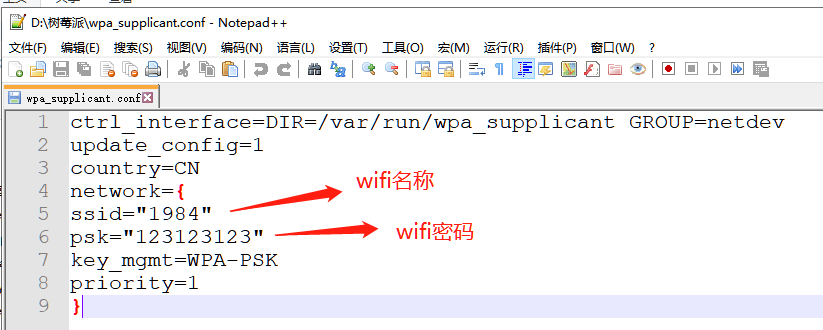 D:\树莓派\wpa_supplicant.conf - Notepad++
文件(F) 编辑(E) 搜索(S) 视图(V) 编码(N) 语言(L) 设置(T) 工具(O) 宏(M) 运行(R) 插件(P) 窗口(W) ?
wpa_supplicant.conf
1 ctrl_interface=DIR=/var/run/wpa_supplicant GROUP=netdev
2 update_config=1
3 country=CN
4 network={
wifi名称
5 ssid="1984"
6 psk="123123123"
wifi密码
7 key_mgmt=WPA-PSK
8 priority=1
9 }